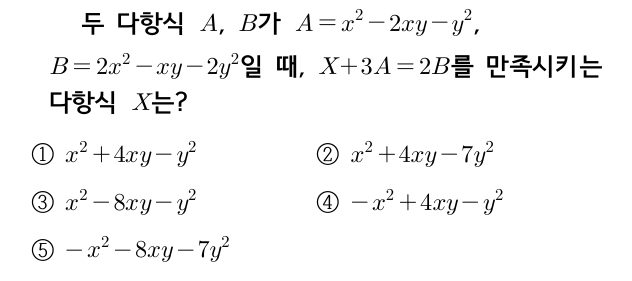 두 다항식 A, B가 A=x²−2xy−y²,
B=2x²−xy−2y²일 때, X+3A=2B를 만족시키는
다항식 X는?
① x²+4xy−y² ② x²+4xy−7y²
③ x²−8xy−y² ④ −x²+4xy−y²
⑤ −x²−8xy−7y²